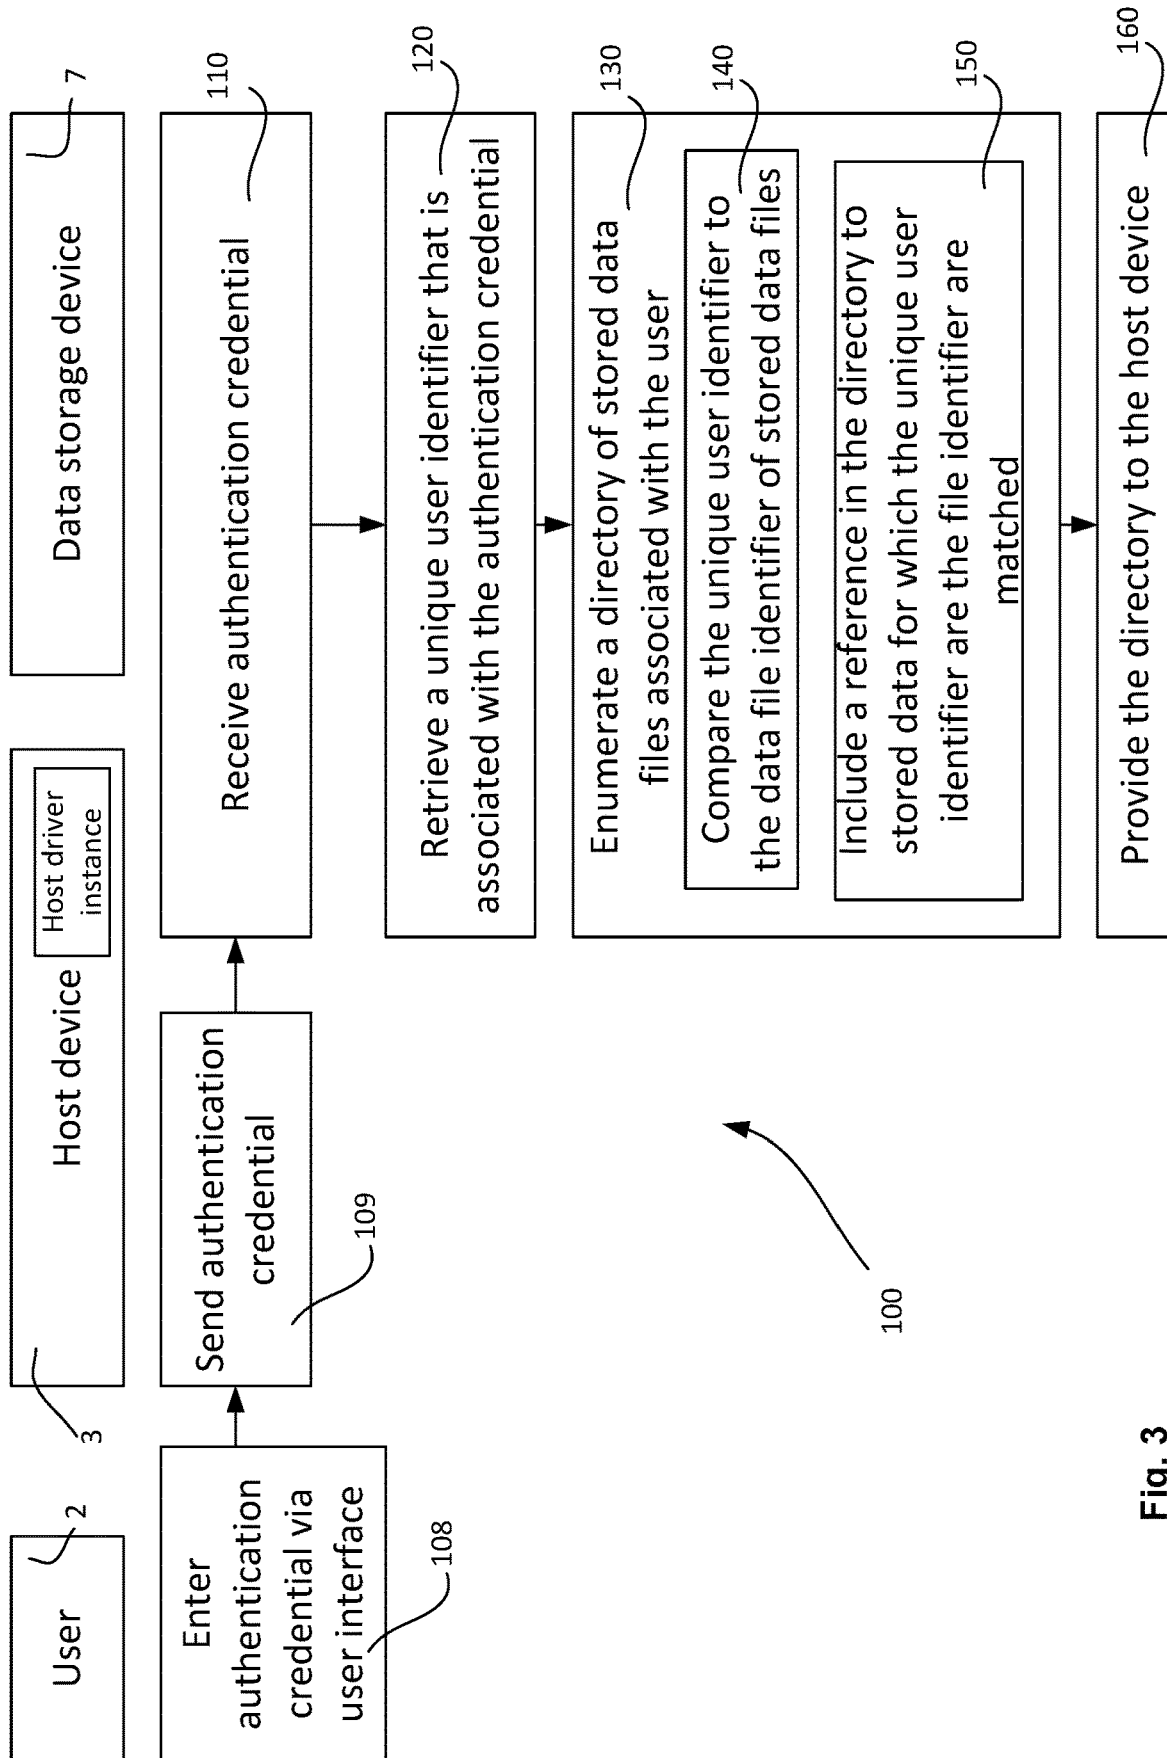 User
2
Host device
Host driver
instance
3
Data storage device
7
Enter
authentication
credential via
user interface
108
Send authentication
credential
109
Receive authentication credential
110
Retrieve a unique user identifier that is
associated with the authentication credential
120
Enumerate a directory of stored data
files associated with the user
130
Compare the unique user identifier to
the data file identifier of stored data files
140
Include a reference in the directory to
stored data for which the unique user
identifier are the file identifier are
matched
150
Provide the directory to the host device
160
100
Fig. 3